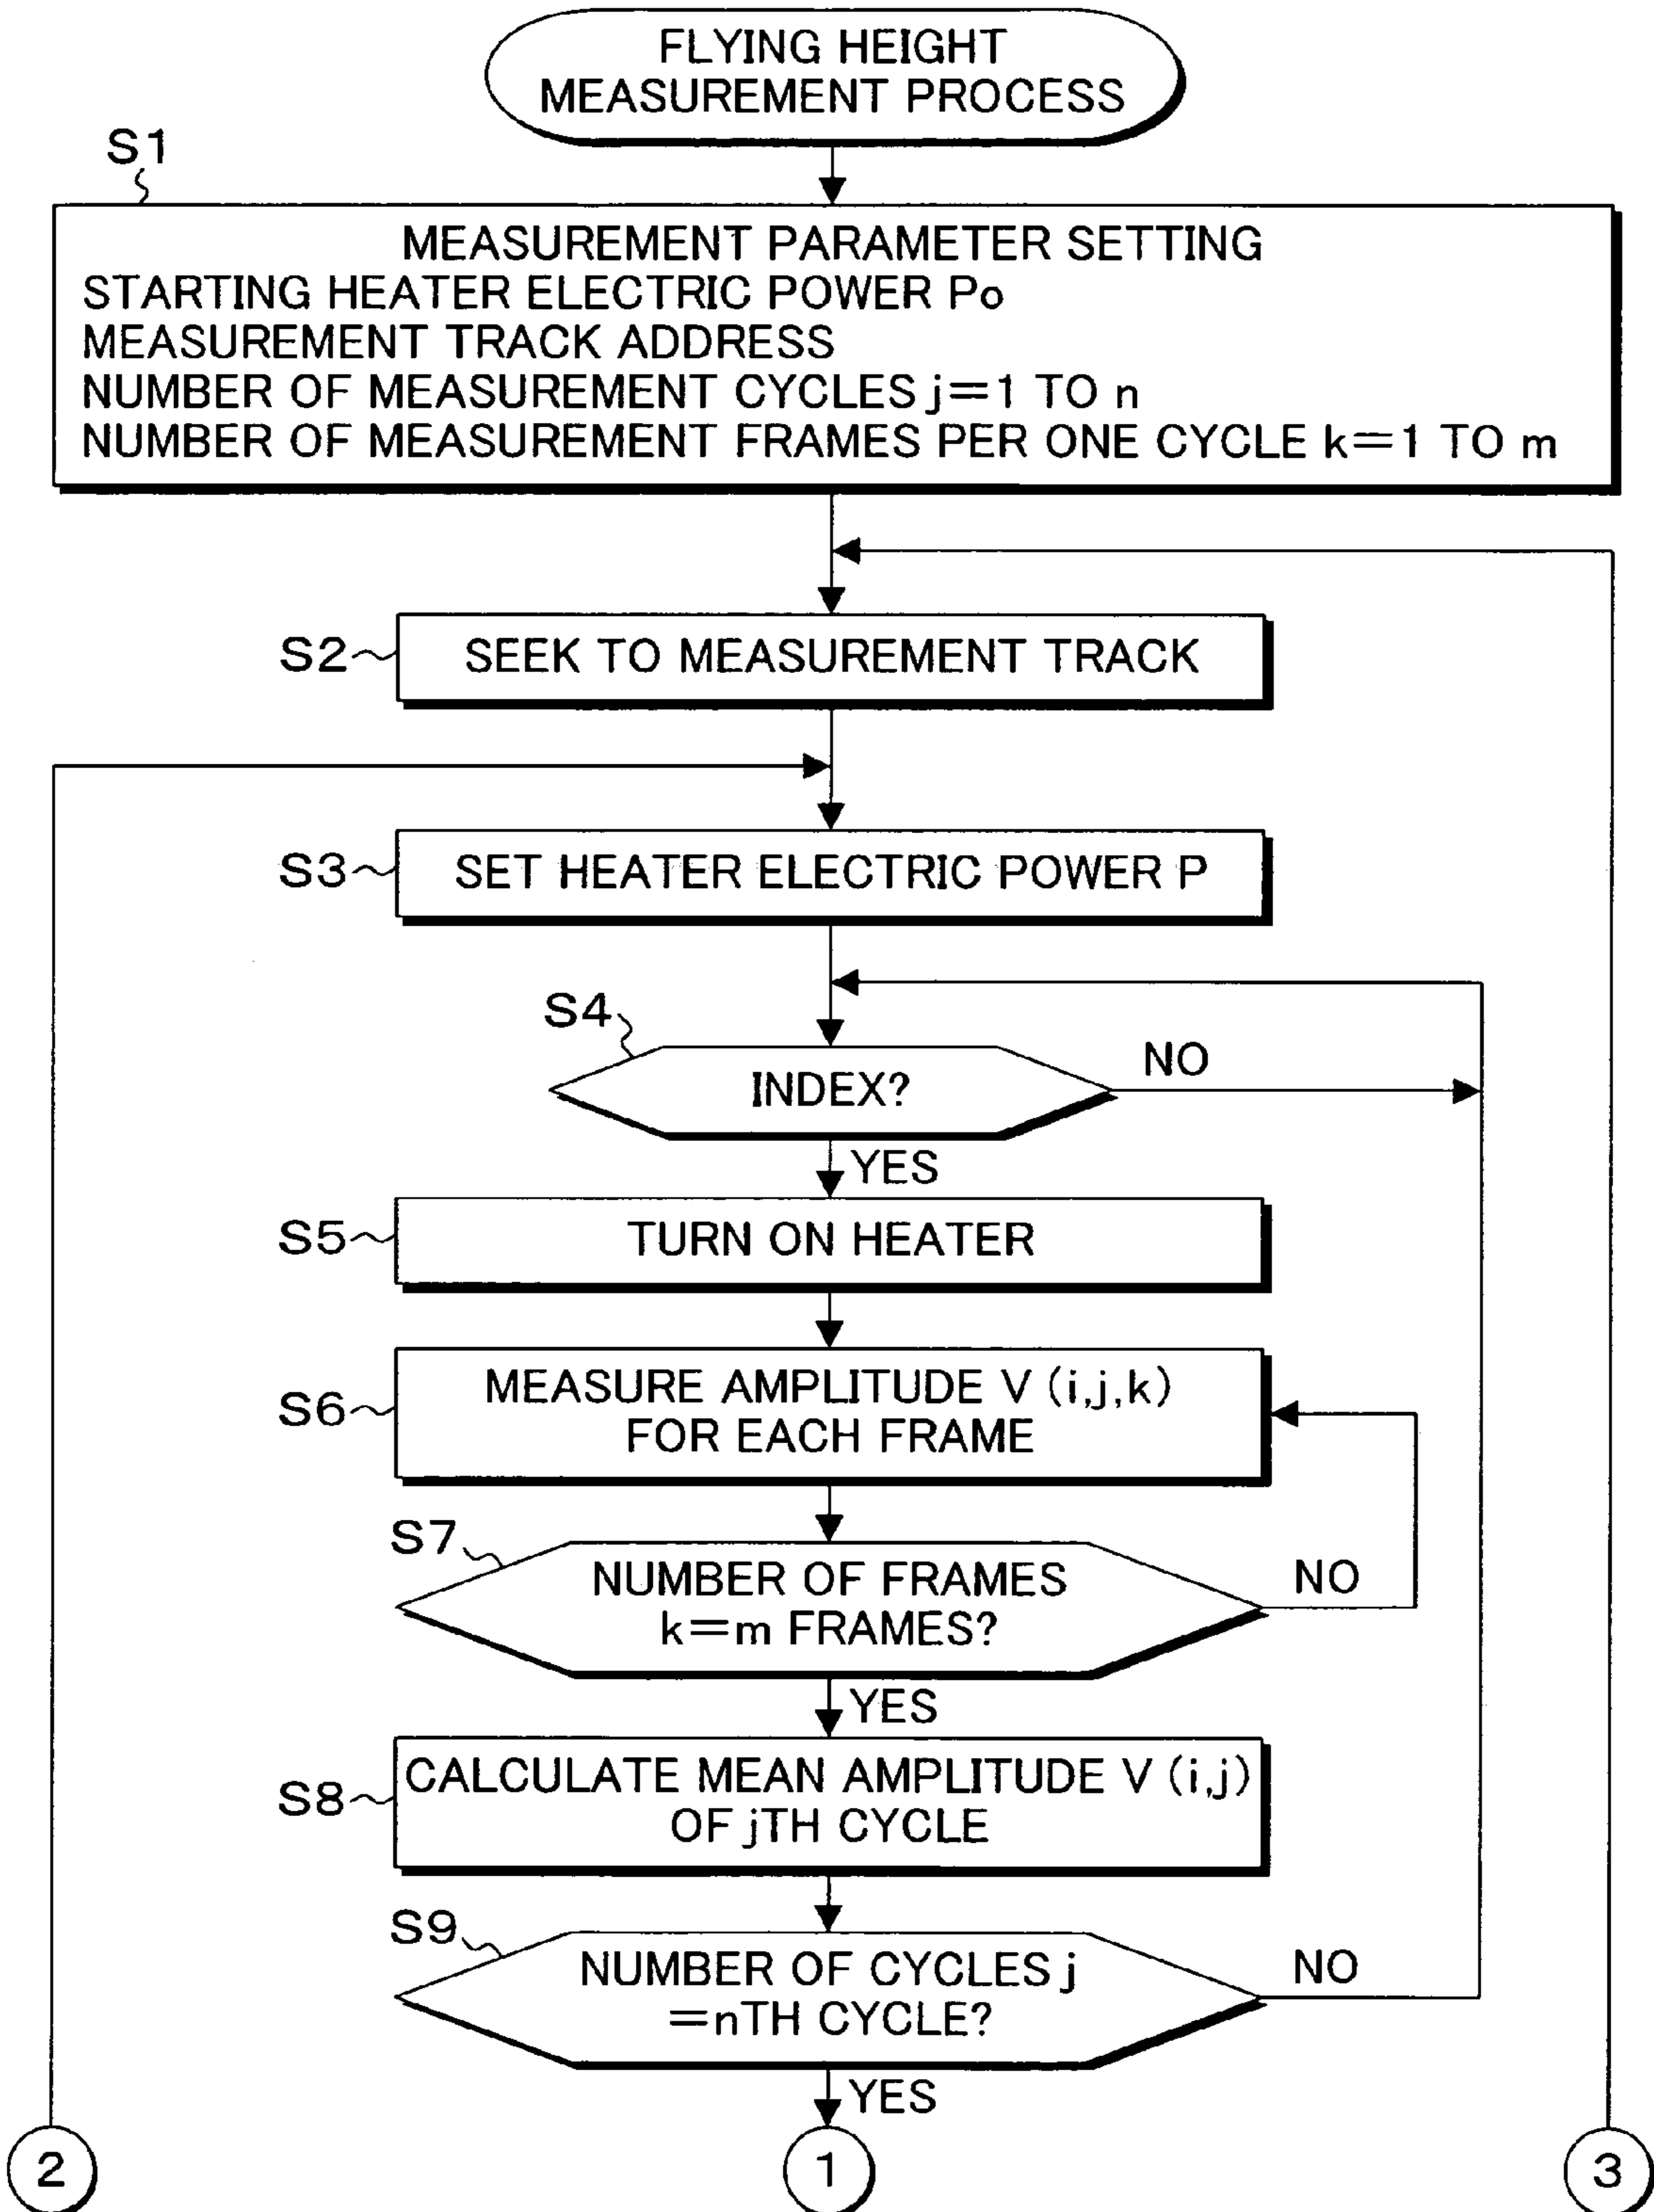 FLYING HEIGHT
MEASUREMENT PROCESS
S1
MEASUREMENT PARAMETER SETTING
STARTING HEATER ELECTRIC POWER Po
MEASUREMENT TRACK ADDRESS
NUMBER OF MEASUREMENT CYCLES j=1 TO n
NUMBER OF MEASUREMENT FRAMES PER ONE CYCLE k=1 TO m
S2
SEEK TO MEASUREMENT TRACK
S3
SET HEATER ELECTRIC POWER P
S4
INDEX?
NO
YES
S5
TURN ON HEATER
S6
MEASURE AMPLITUDE V (i,j,k)
FOR EACH FRAME
S7
NUMBER OF FRAMES
k=m FRAMES?
NO
YES
S8
CALCULATE MEAN AMPLITUDE V (i,j)
OF jTH CYCLE
S9
NUMBER OF CYCLES j
=nTH CYCLE?
NO
YES
2
1
3